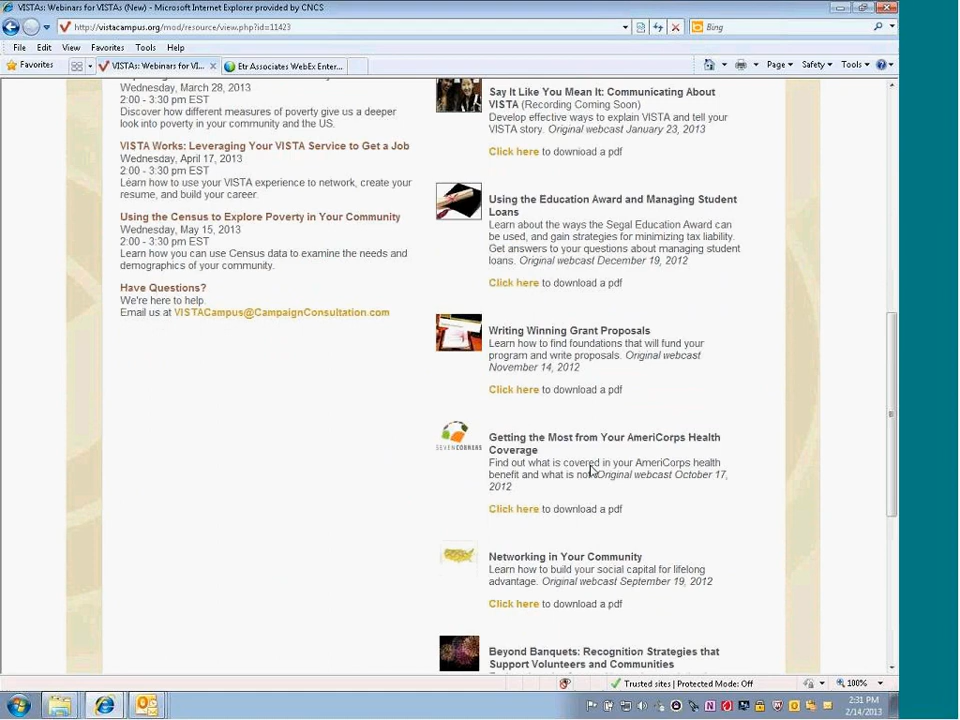 VISTAs: Webinars for VISTAs (New) - Microsoft Internet Explorer provided by CNCS
http://vistacampus.org/mod/resource/view.php?id=11423
Bing
File Edit View Favorites Tools Help
Favorites
VISTAs: Webinars for VI...
Etr Associates WebEx Enter...
Page Safety Tools
Wednesday, March 28, 2013
2:00 - 3:30 pm EST
Discover how different measures of poverty give us a deeper
look into poverty in your community and the US.
VISTA Works: Leveraging Your VISTA Service to Get a Job
Wednesday, April 17, 2013
2:00 - 3:30 pm EST
Learn how to use your VISTA experience to network, create your
resume, and build your career.
Using the Census to Explore Poverty in Your Community
Wednesday, May 15, 2013
2:00 - 3:30 pm EST
Learn how you can use Census data to examine the needs and
demographics of your community.
Have Questions?
We're here to help.
Email us at VISTACampus@CampaignConsultation.com
Say It Like You Mean It: Communicating About
VISTA (Recording Coming Soon)
Develop effective ways to explain VISTA and tell your
VISTA story. Original webcast January 23, 2013
Click here to download a pdf
Using the Education Award and Managing Student
Loans
Learn about the ways the Segal Education Award can
be used, and gain strategies for minimizing tax liability.
Get answers to your questions about managing student
loans. Original webcast December 19, 2012
Click here to download a pdf
Writing Winning Grant Proposals
Learn how to find foundations that will fund your
program and write proposals. Original webcast
November 14, 2012
Click here to download a pdf
SEVENCORNERS
Getting the Most from Your AmeriCorps Health
Coverage
Find out what is covered in your AmeriCorps health
benefit and what is not. Original webcast October 17,
2012
Click here to download a pdf
Networking in Your Community
Learn how to build your social capital for lifelong
advantage. Original webcast September 19, 2012
Click here to download a pdf
Beyond Banquets: Recognition Strategies that
Support Volunteers and Communities
Trusted sites | Protected Mode: Off
100%
2:31 PM
2/14/2013